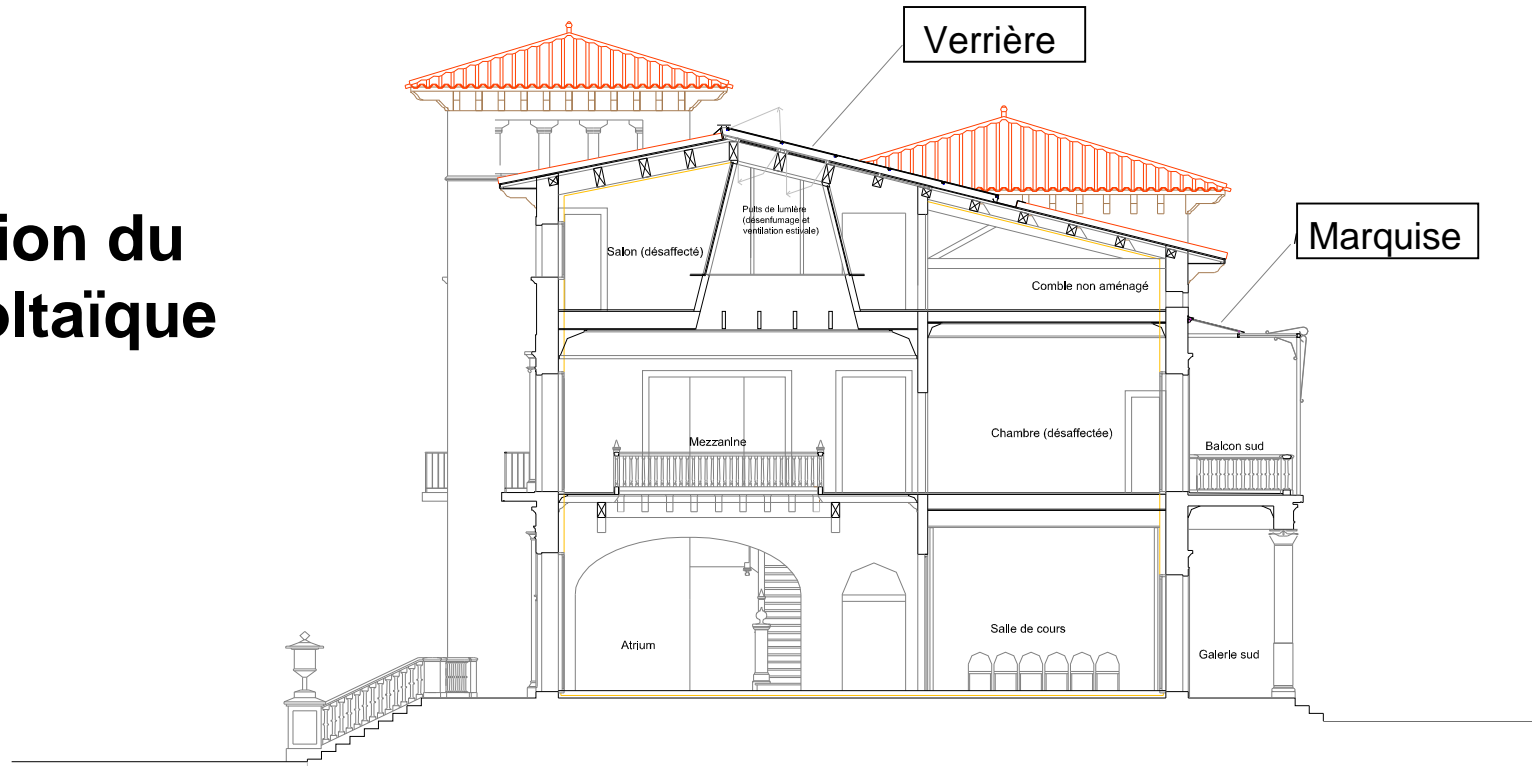 Verrière
Marquise
ion du
oltaïque
Puits de lumière
(désenfumage et
ventilation estivale)
Salon (désaffecté)
Comble non aménagé
Mezzanine
Chambre (désaffectée)
Balcon sud
Atrium
Salle de cours
Galerie sud